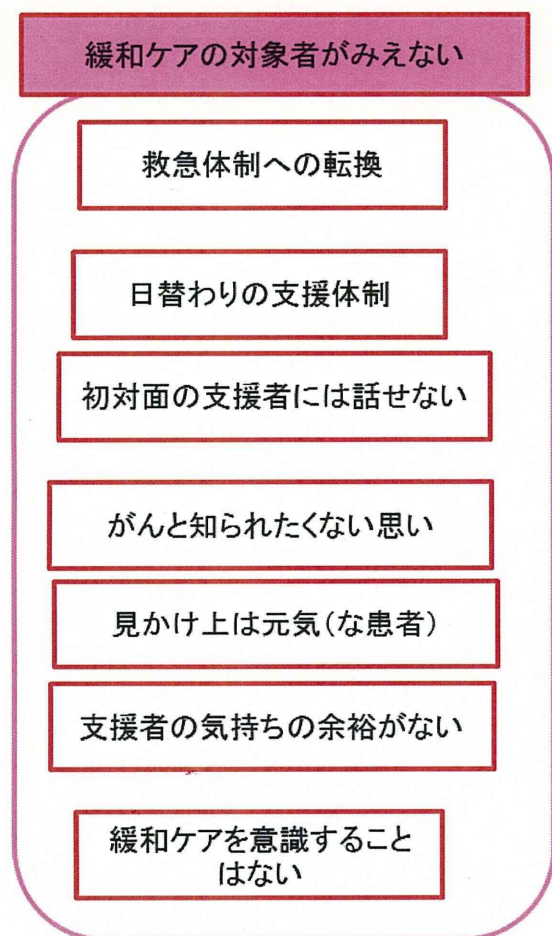 緩和ケアの対象者がみえない
救急体制への転換
日替わりの支援体制
初対面の支援者には話せない
がんと知られたくない思い
見かけ上は元気(な患者)
支援者の気持ちの余裕がない
緩和ケアを意識すること
はない